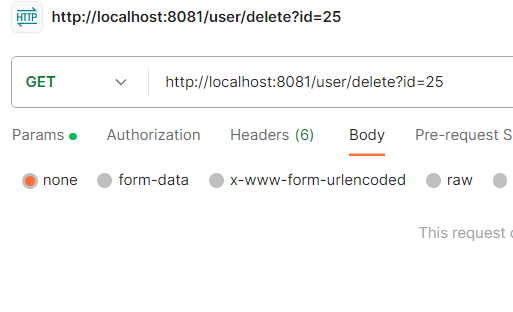 HTTP http://localhost:8081/user/delete?id=25
GET http://localhost:8081/user/delete?id=25
Params Authorization Headers (6) Body Pre-request S
none form-data x-www-form-urlencoded raw
This request